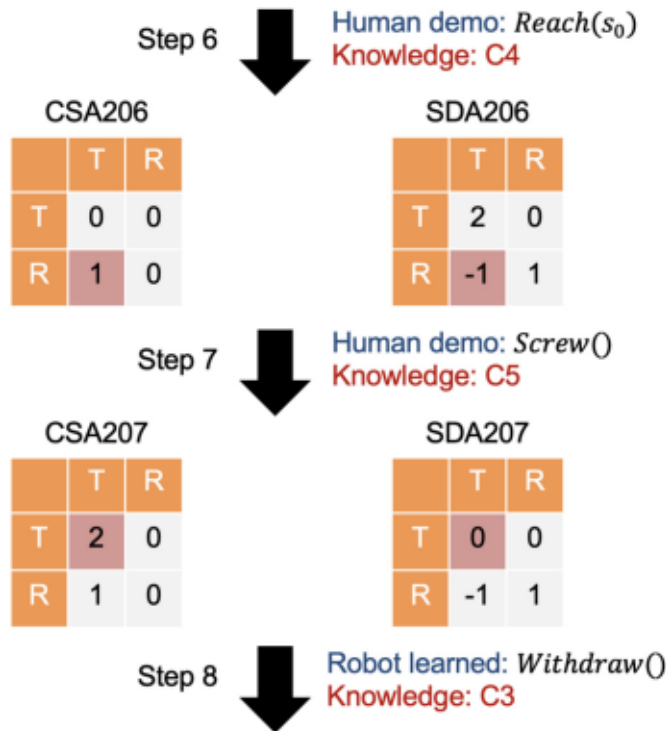 Step 6
Human demo: Reach(s₀)
Knowledge: C4
CSA206
SDA206
T R
T 0 0
R 1 0
T R
T 2 0
R -1 1
Step 7
Human demo: Screw()
Knowledge: C5
CSA207
SDA207
T R
T 2 0
R 1 0
T R
T 0 0
R -1 1
Step 8
Robot learned: Withdraw()
Knowledge: C3